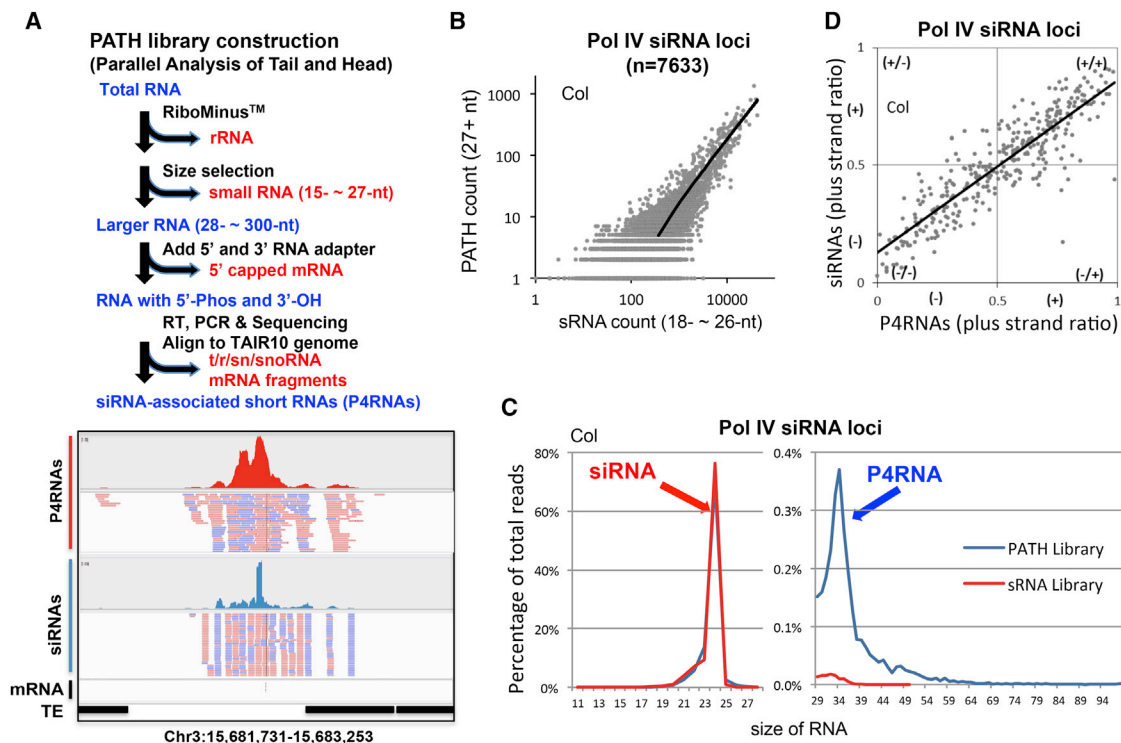 A
PATH library construction
(Parallel Analysis of Tail and Head)
Total RNA
RiboMinus™
rRNA
Size selection
small RNA (15- ~ 27-nt)
Larger RNA (28- ~ 300-nt)
Add 5' and 3' RNA adapter
5' capped mRNA
RNA with 5'-Phos and 3'-OH
RT, PCR & Sequencing
Align to TAIR10 genome
t/r/sn/snoRNA
mRNA fragments
siRNA-associated short RNAs (P4RNAs)
P4RNAs
siRNAs
mRNA
TE
Chr3:15,681,731-15,683,253
B
Pol IV siRNA loci
(n=7633)
Col
PATH count (27+ nt)
1000
100
10
1
1
100
10000
sRNA count (18- ~ 26-nt)
D
Pol IV siRNA loci
siRNAs (plus strand ratio)
1
0.5
0
(+)
(-)
(+/-)
(+/+)
Col
(-/-)
(-/+)
0
(-)
0.5
(+)
1
P4RNAs (plus strand ratio)
C
Pol IV siRNA loci
Col
Percentage of total reads
80%
60%
40%
20%
0%
siRNA
11 13 15 17 19 21 23 25 27
0.4%
0.3%
0.2%
0.1%
0.0%
P4RNA
PATH Library
sRNA Library
29 34 39 44 49 54 59 64 69 74 79 84 89 94
size of RNA